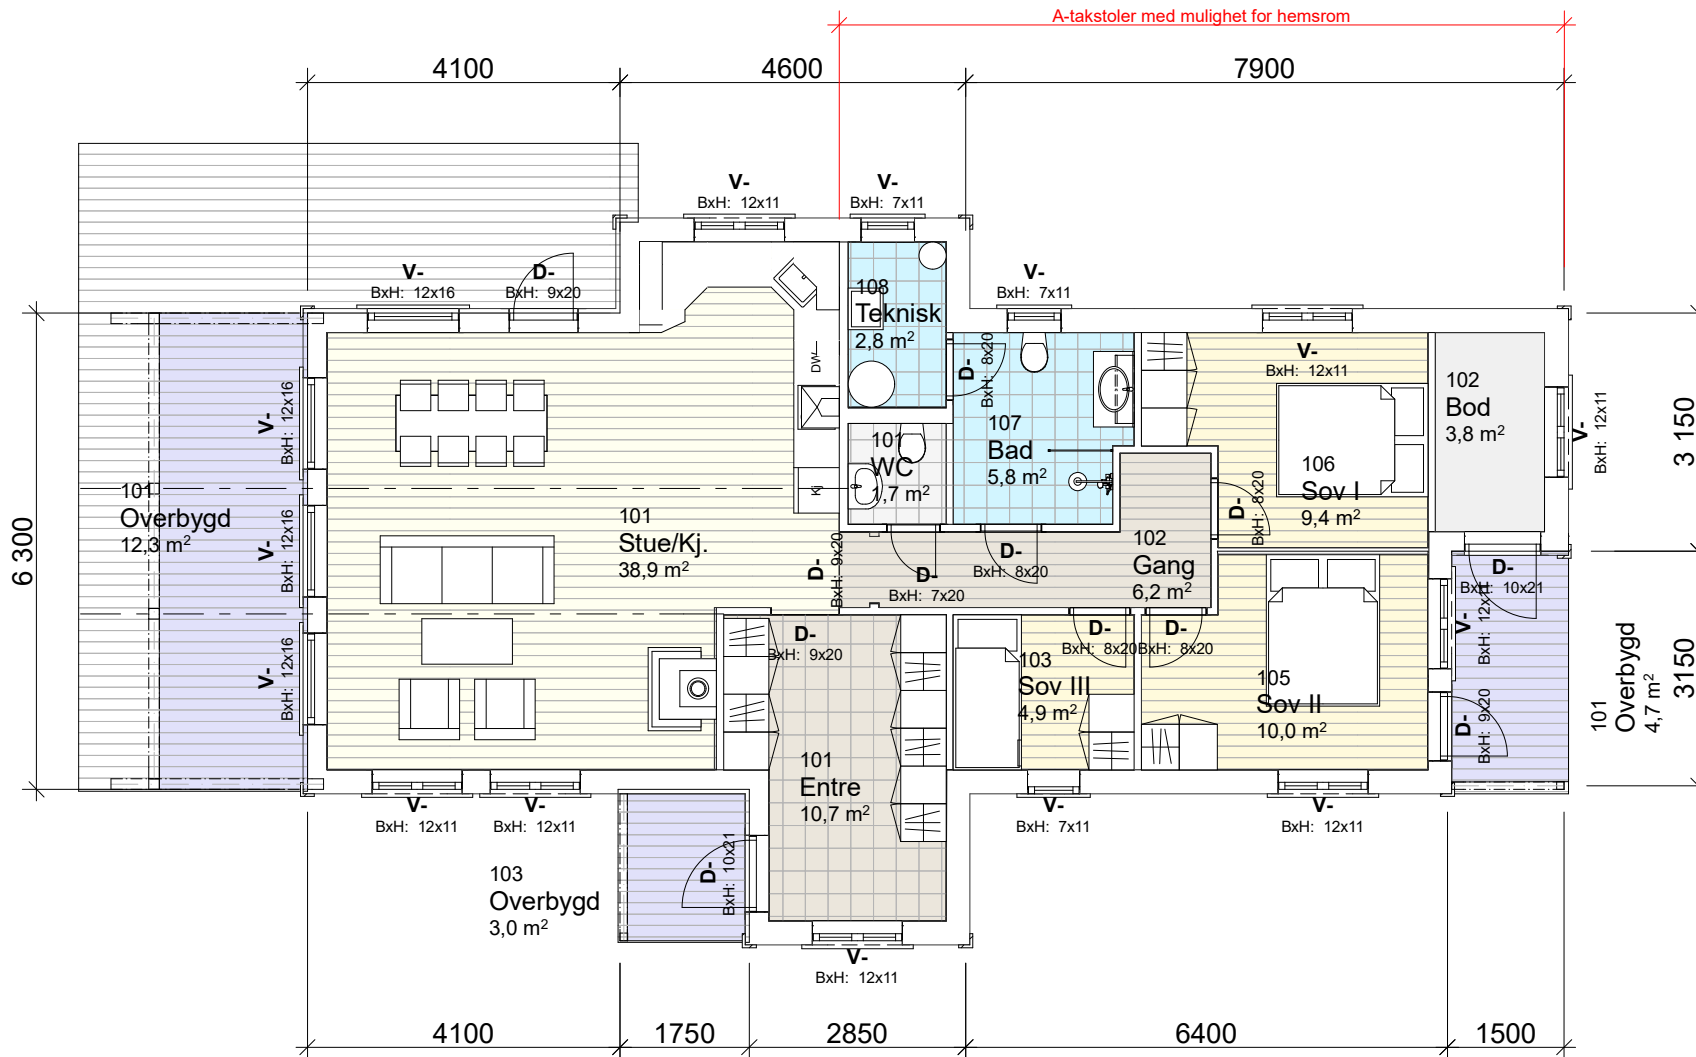 A-takstoler med mulighet for hemsrom
4100
4600
7900
V-
BxH: 12x11
V-
BxH: 7x11
V-
BxH: 12x16
D-
BxH: 9x20
V-
BxH: 7x11
V-
BxH: 12x11
108
Teknisk
2,8 m²
D-
BxH: 8x20
DW
Kj
V-
BxH: 12x16
V-
BxH: 12x16
V-
BxH: 12x16
101
Overbygd
12,3 m²
6 300
101
Stue/Kj.
38,9 m²
101
WC
1,7 m²
107
Bad
5,8 m²
106
Sov I
9,4 m²
102
Bod
3,8 m²
V-
BxH: 12x11
3 150
D-
BxH: 8x20
D-
BxH: 9x20
D-
BxH: 7x20
D-
BxH: 8x20
102
Gang
6,2 m²
D-
BxH: 10x21
V-
BxH: 12x11
D-
BxH: 9x20
101
Overbygd
4,7 m²
3150
D-
BxH: 9x20
D-
BxH: 8x20
D-
BxH: 8x20
103
Sov III
4,9 m²
105
Sov II
10,0 m²
101
Entre
10,7 m²
V-
BxH: 12x11
V-
BxH: 12x11
V-
BxH: 7x11
V-
BxH: 12x11
D-
BxH: 10x21
103
Overbygd
3,0 m²
V-
BxH: 12x11
4100
1750
2850
6400
1500